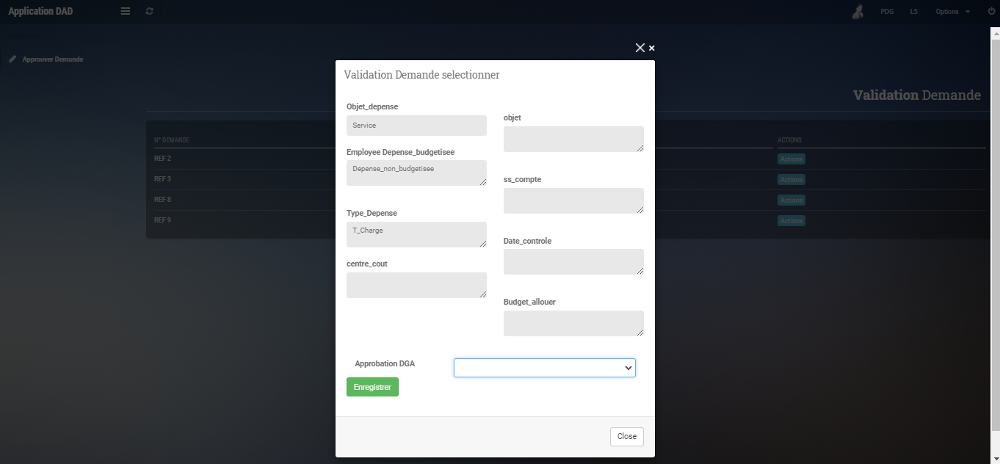 Application DAD
PDG
L5
Options
Approuver Demande
Validation Demande
N° DEMANDE
ACTIONS
REF 2
Actions
REF 3
Actions
REF 8
Actions
REF 9
Actions
Validation Demande selectionner
Objet_depense
Service
Employee Depense_budgetisee
Depense_non_budgetisee
Type_Depense
T_Charge
centre_cout
objet
ss_compte
Date_controle
Budget_allouer
Approbation DGA
Enregistrer
Close